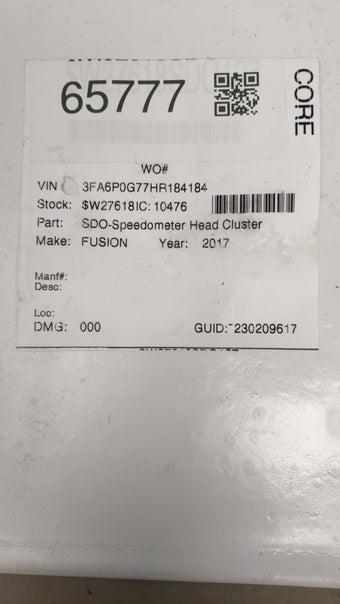 65777
CORE
WO#
VIN 3FA6P0G77HR184184
Stock: $W27618IC: 10476
Part: SDO-Speedometer Head Cluster
Make: FUSION Year: 2017
Manf#:
Desc:
Loc:
DMG: 000 GUID: 230209617